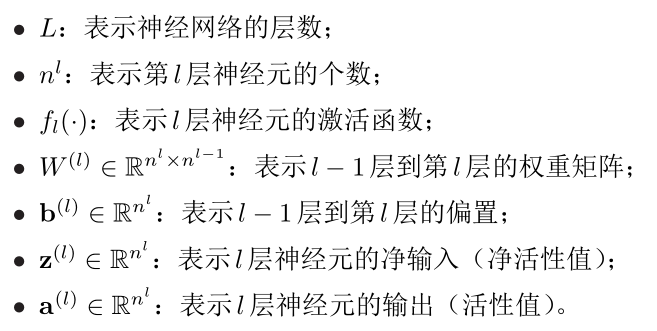 • L：表示神经网络的层数；
• n^l：表示第 l 层神经元的个数；
• f_l(·)：表示 l 层神经元的激活函数；
• W^(l) ∈ ℝ^{n^l×n^{l−1}}：表示 l − 1 层到第 l 层的权重矩阵；
• b^(l) ∈ ℝ^{n^l}：表示 l − 1 层到第 l 层的偏置；
• z^(l) ∈ ℝ^{n^l}：表示 l 层神经元的净输入（净活性值）；
• a^(l) ∈ ℝ^{n^l}：表示 l 层神经元的输出（活性值）。